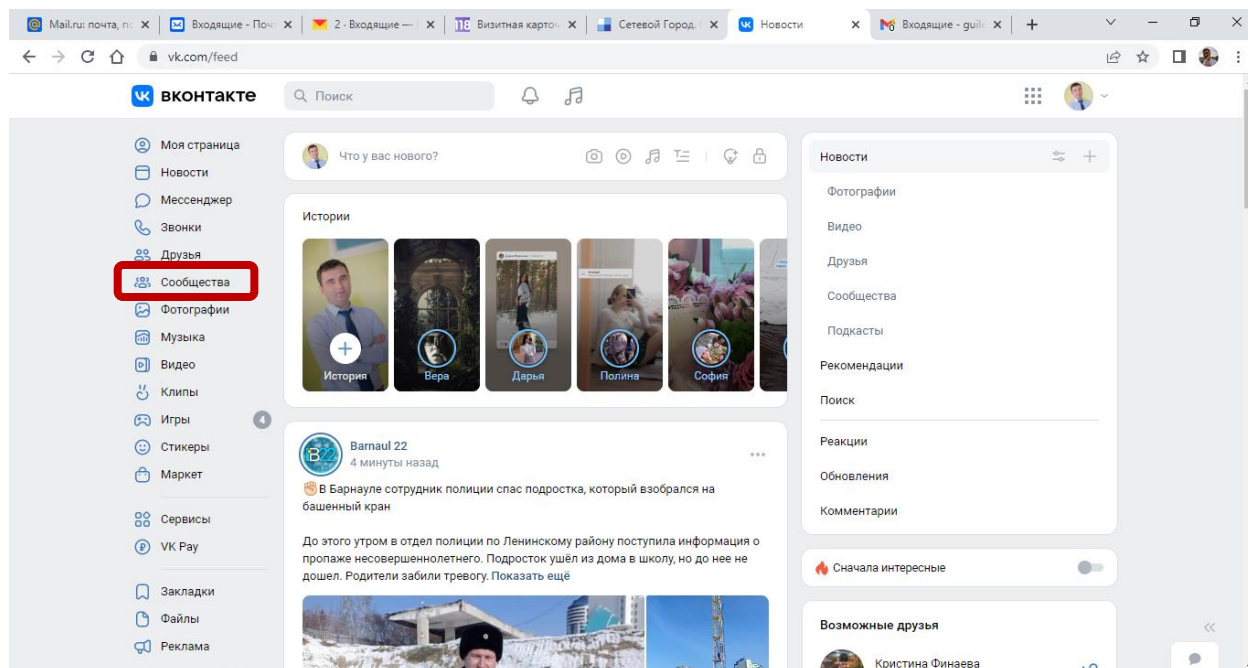 Mail.ru: почта, по
Входящие - Поч
2 · Входящие —
Визитная карточ
Сетевой Город.
Новости
Входящие - guile
vk.com/feed
ВКОНТАКТЕ
Поиск
Моя страница
Новости
Мессенджер
Звонки
Друзья
Сообщества
Фотографии
Музыка
Видео
Клипы
Игры 4
Стикеры
Маркет
Сервисы
VK Pay
Закладки
Файлы
Реклама
Что у вас нового?
Истории
История
Вера
Дарья
Полина
София
B22
Barnaul 22
4 минуты назад
✊🏻В Барнауле сотрудник полиции спас подростка, который взобрался на
башенный кран
До этого утром в отдел полиции по Ленинскому району поступила информация о
пропаже несовершеннолетнего. Подросток ушёл из дома в школу, но до нее не
дошел. Родители забили тревогу. Показать ещё
Новости
Фотографии
Видео
Друзья
Сообщества
Подкасты
Рекомендации
Поиск
Реакции
Обновления
Комментарии
Сначала интересные
Возможные друзья
Кристина Финаева